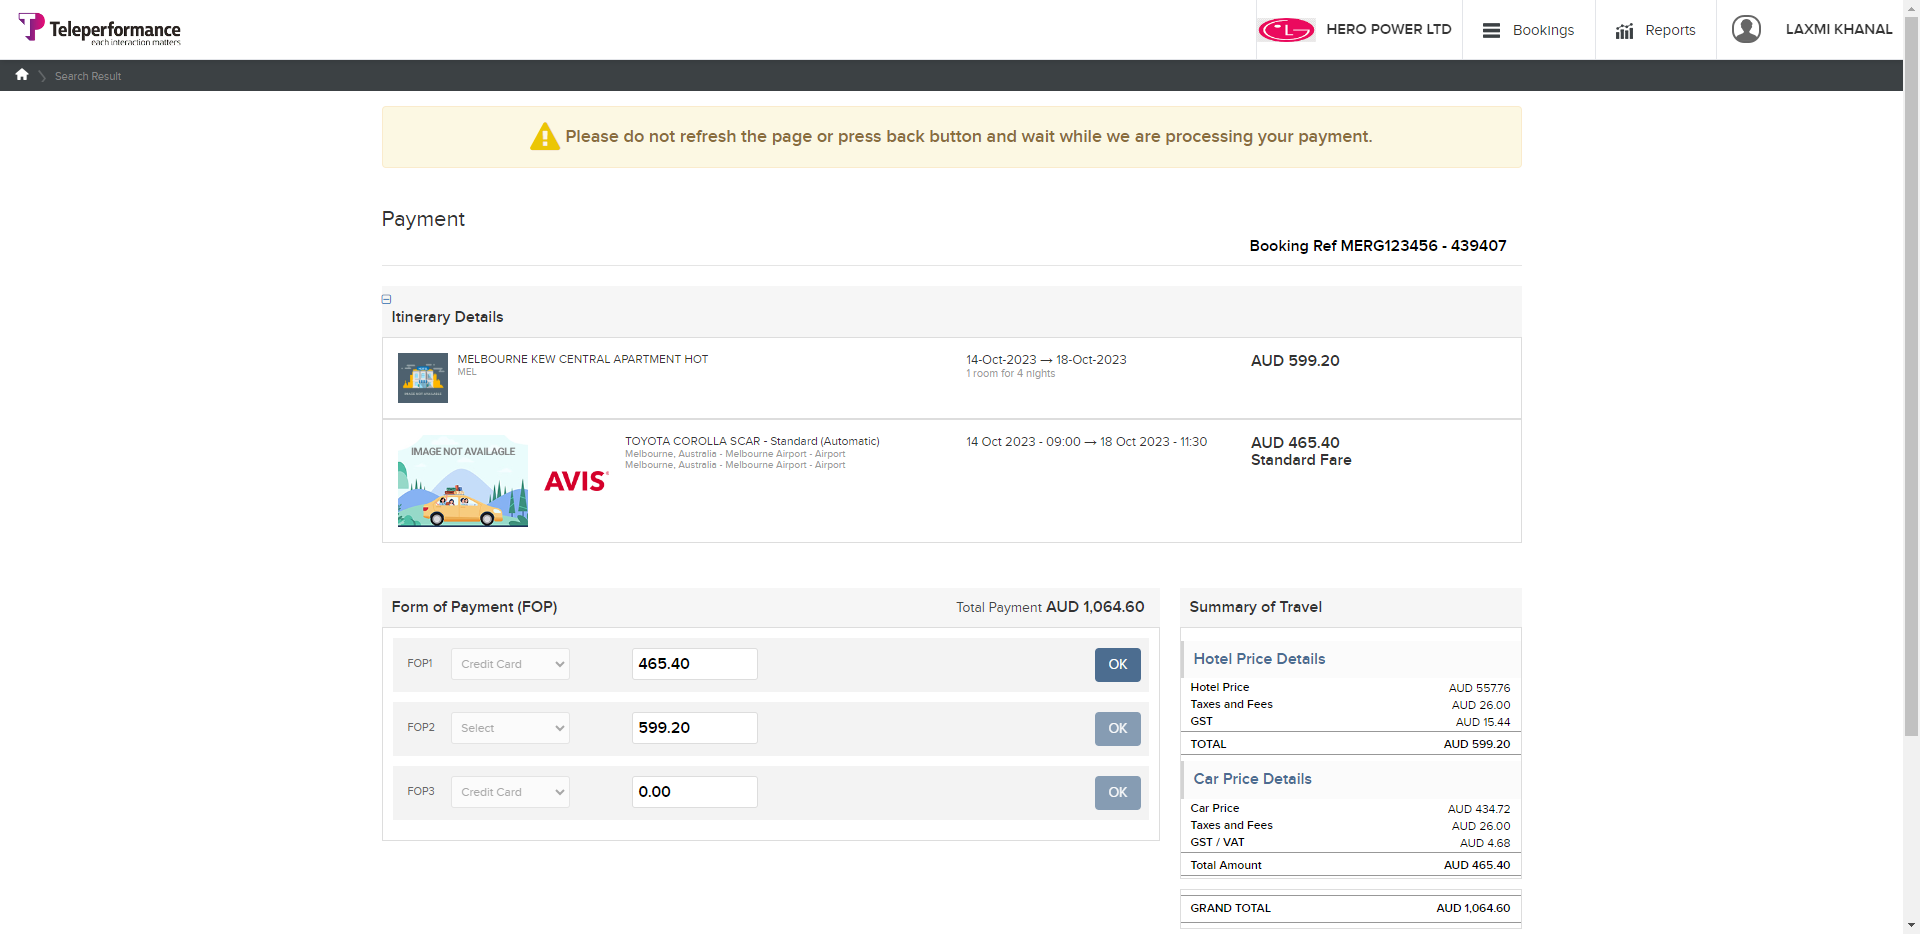 Teleperformance
each interaction matters
HERO POWER LTD
Bookings
Reports
LAXMI KHANAL
Search Result
Please do not refresh the page or press back button and wait while we are processing your payment.
Payment
Booking Ref MERG123456 - 439407
Itinerary Details
MELBOURNE KEW CENTRAL APARTMENT HOT
MEL
14-Oct-2023 → 18-Oct-2023
1 room for 4 nights
AUD 599.20
IMAGE NOT AVAILABLE
IMAGE NOT AVAILAGLE
AVIS
TOYOTA COROLLA SCAR - Standard (Automatic)
Melbourne, Australia - Melbourne Airport - Airport
Melbourne, Australia - Melbourne Airport - Airport
14 Oct 2023 - 09:00 → 18 Oct 2023 - 11:30
AUD 465.40
Standard Fare
Form of Payment (FOP)
Total Payment AUD 1,064.60
FOP1 Credit Card 465.40 OK
FOP2 Select 599.20 OK
FOP3 Credit Card 0.00 OK
Summary of Travel
Hotel Price Details
Hotel Price AUD 557.76
Taxes and Fees AUD 26.00
GST AUD 15.44
TOTAL AUD 599.20
Car Price Details
Car Price AUD 434.72
Taxes and Fees AUD 26.00
GST / VAT AUD 4.68
Total Amount AUD 465.40
GRAND TOTAL AUD 1,064.60